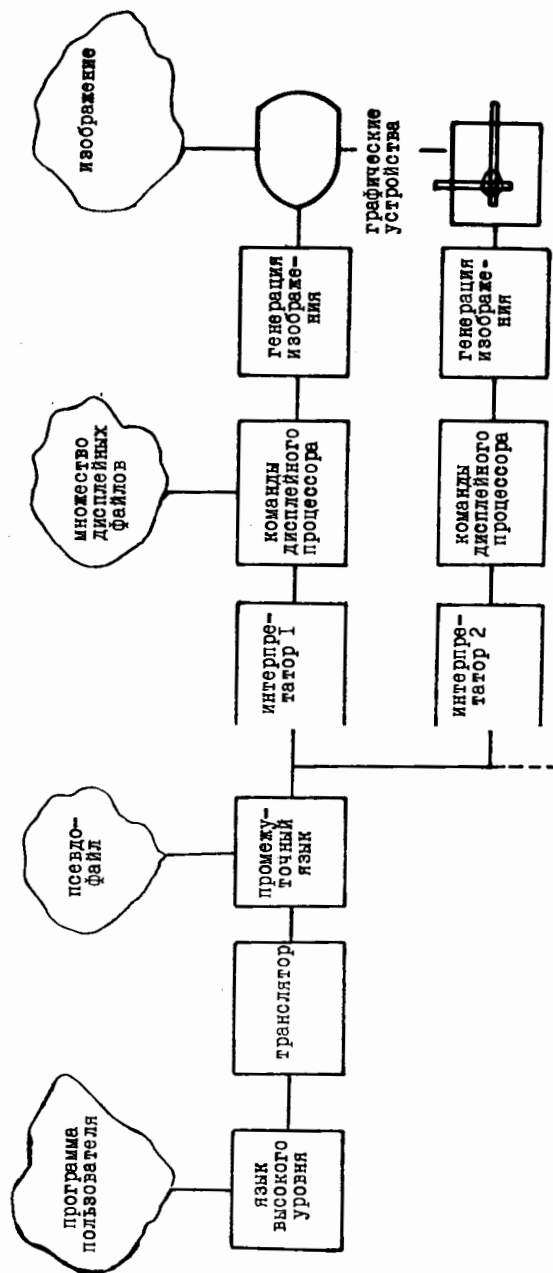 программа
пользователя
псевдо-
файл
множество
дисплейных
файлов
изображение
язык
высокого
уровня
транслятор
промежу-
точный
язык
интерпре-
татор I
команды
дисплейного
процессора
генерация
изображе-
ния
графические
устройства
интерпре-
татор 2
команды
дисплейного
процессора
генерация
изображе-
ния